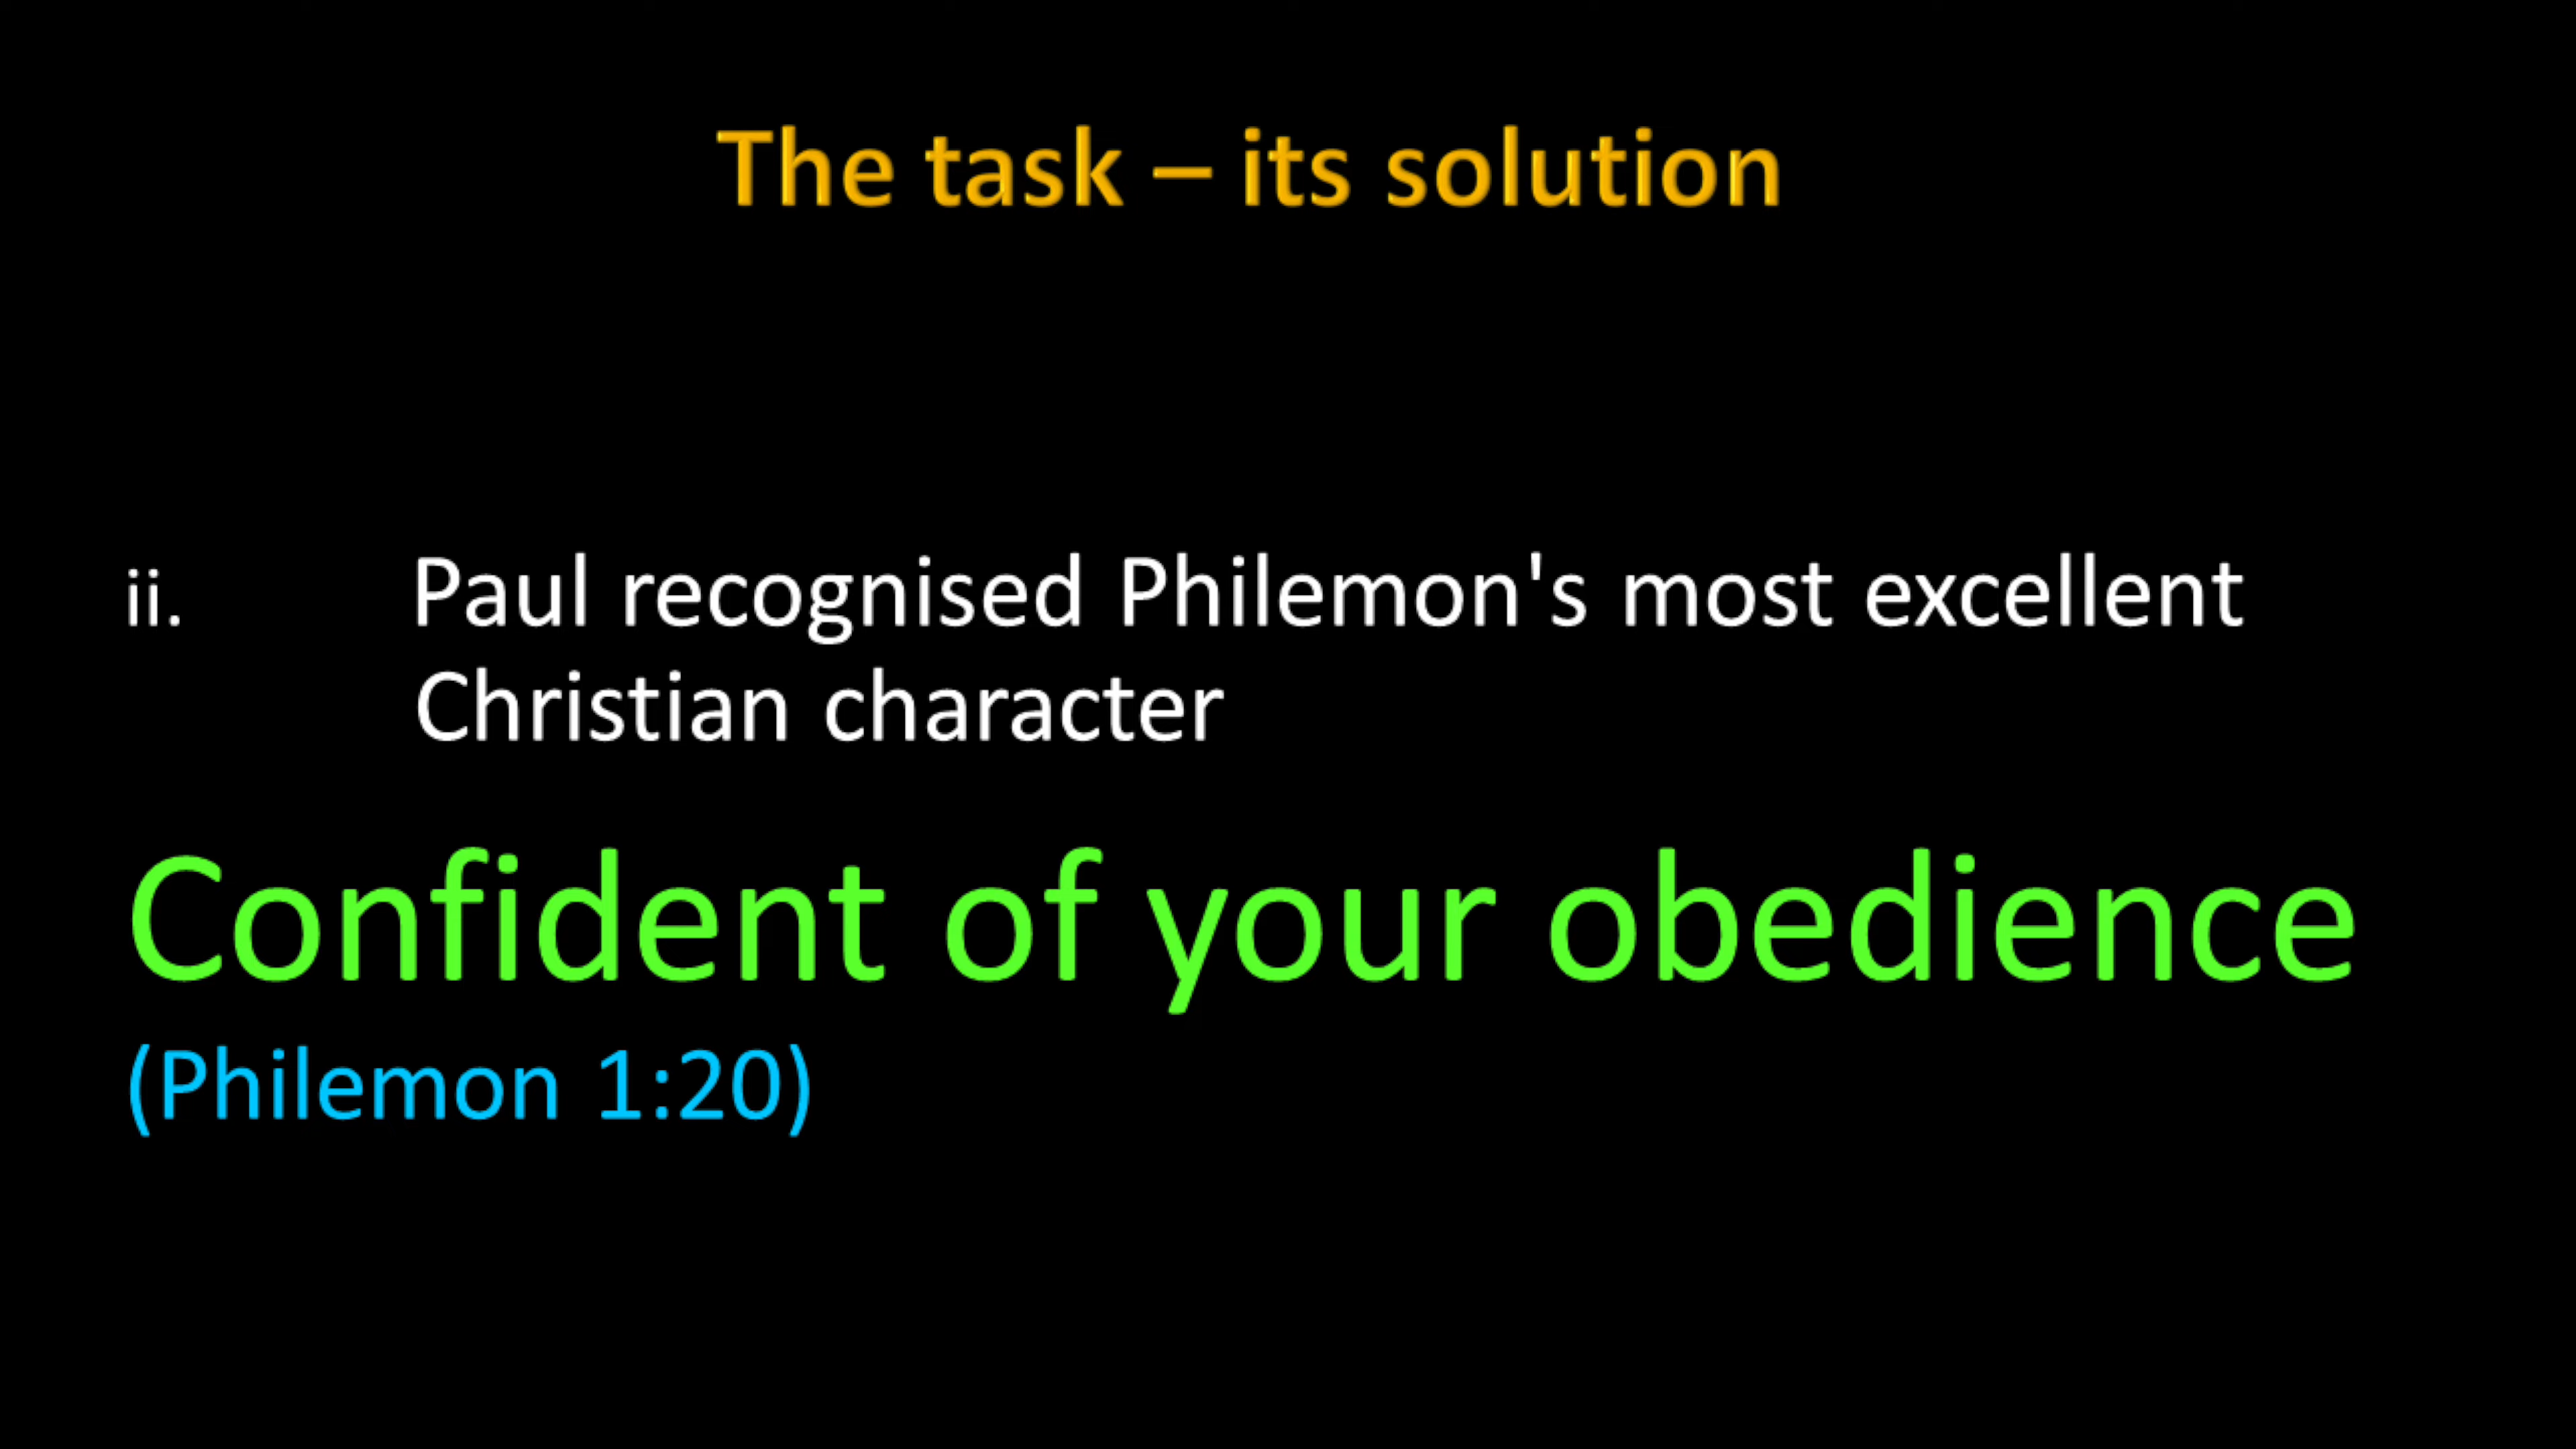 The task – its solution
ii. Paul recognised Philemon's most excellent
Christian character
Confident of your obedience
(Philemon 1:20)